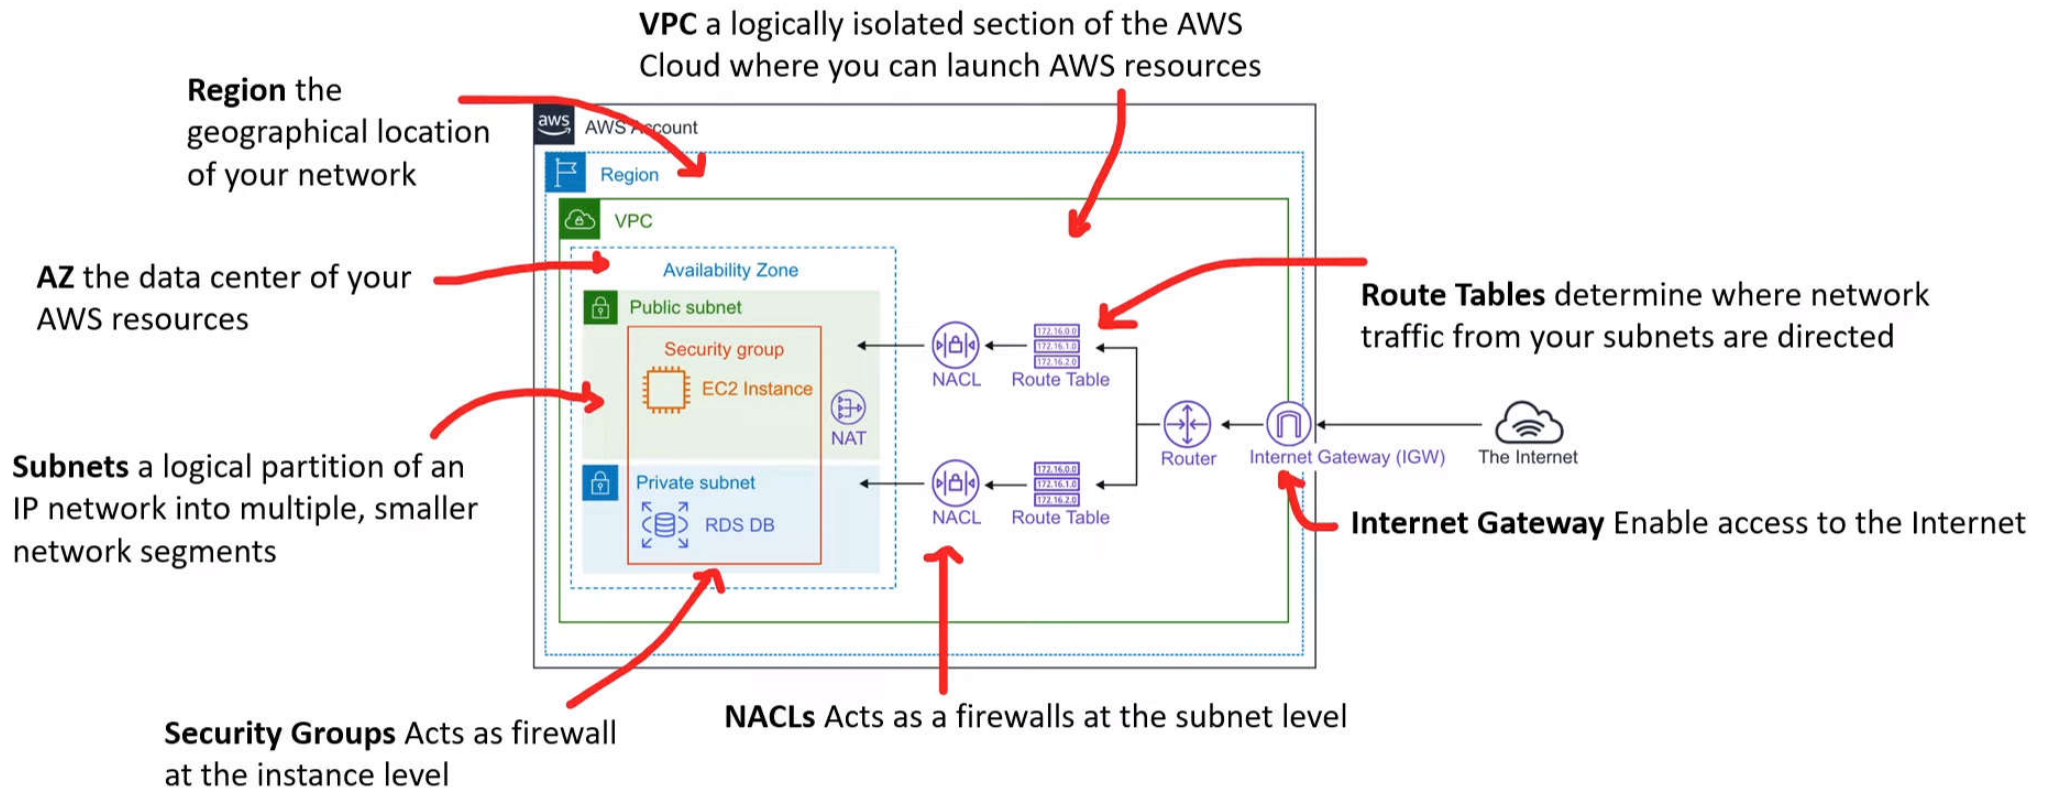 VPC a logically isolated section of the AWS
Cloud where you can launch AWS resources
Region the
geographical location
of your network
aws
AWS Account
Region
VPC
AZ the data center of your
AWS resources
Availability Zone
Public subnet
Security group
EC2 Instance
NAT
Private subnet
RDS DB
NACL
172.16.0.0
172.16.1.0
172.16.2.0
Route Table
NACL
172.16.0.0
172.16.1.0
172.16.2.0
Route Table
Router
Internet Gateway (IGW)
The Internet
Route Tables determine where network
traffic from your subnets are directed
Subnets a logical partition of an
IP network into multiple, smaller
network segments
Internet Gateway Enable access to the Internet
Security Groups Acts as firewall
at the instance level
NACLs Acts as a firewalls at the subnet level